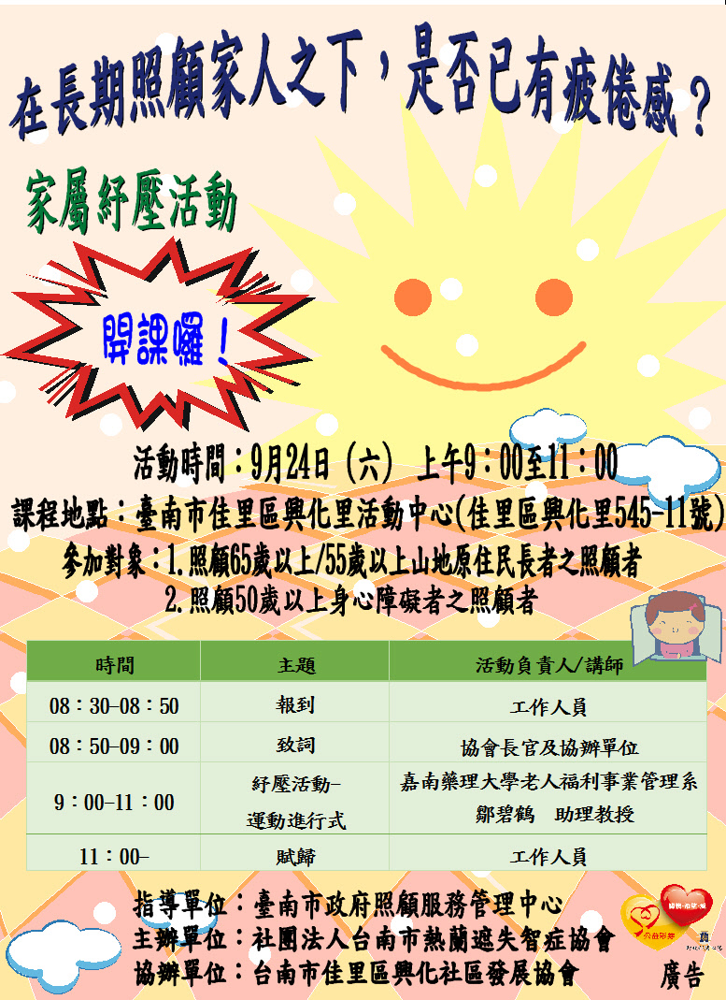 在長期照顧家人之下，是否已有疲倦感？
家屬紓壓活動
開課囉！
活動時間：9月24日（六） 上午9：00至11：00
課程地點：臺南市佳里區興化里活動中心(佳里區興化里545-11號)
參加對象：1.照顧65歲以上/55歲以上山地原住民長者之照顧者
2.照顧50歲以上身心障礙者之照顧者
時間 主題 活動負責人/講師
08：30-08：50 報到 工作人員
08：50-09：00 致詞 協會長官及協辦單位
9：00-11：00 紓壓活動- 嘉南藥理大學老人福利事業管理系
運動進行式 鄒碧鶴 助理教授
11：00- 賦歸 工作人員
指導單位：臺南市政府照顧服務管理中心
主辦單位：社團法人台南市熱蘭遮失智症協會
協辦單位：台南市佳里區興化社區發展協會
公益彩券
廣告